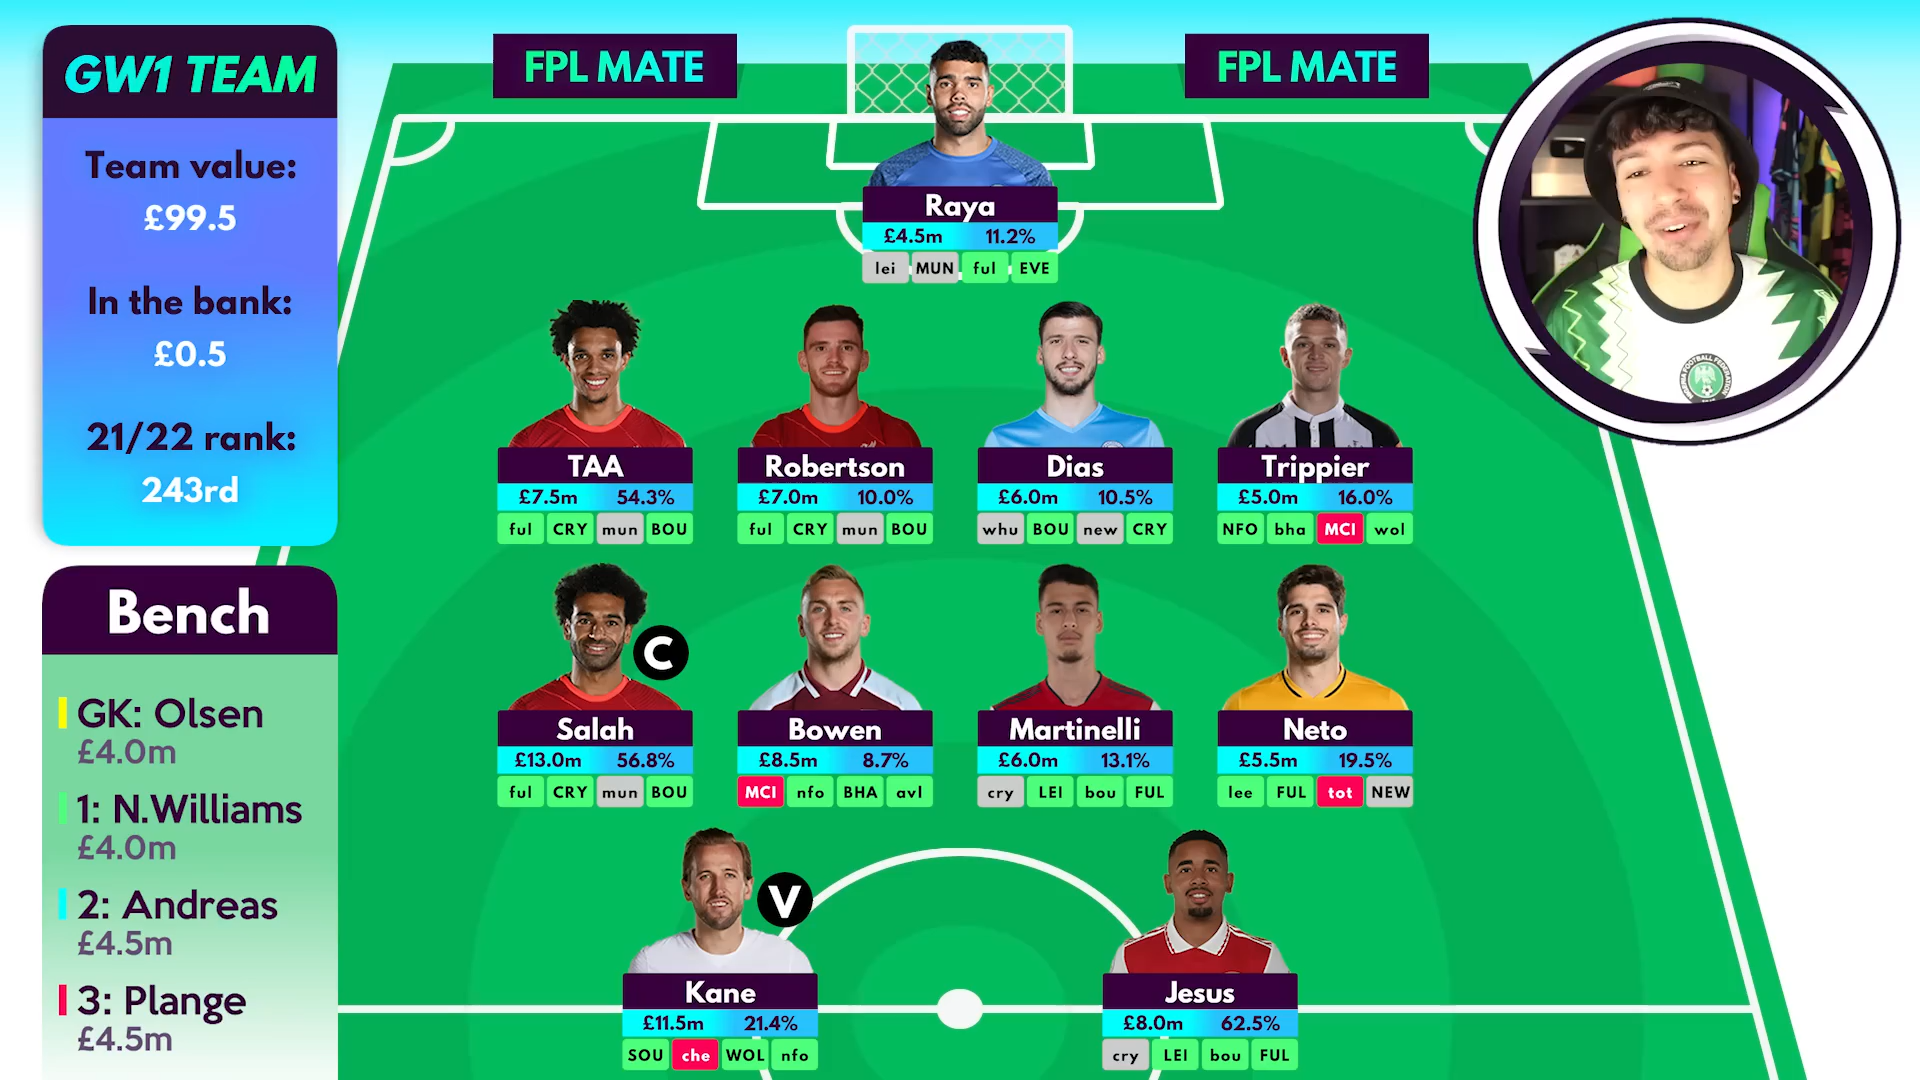 GW1 TEAM
Team value:
£99.5
In the bank:
£0.5
21/22 rank:
243rd
Bench
GK: Olsen
£4.0m
1: N.Williams
£4.0m
2: Andreas
£4.5m
3: Plange
£4.5m
FPL MATE
FPL MATE
Raya
£4.5m 11.2%
lei MUN ful EVE
TAA
£7.5m 54.3%
ful CRY mun BOU
Robertson
£7.0m 10.0%
ful CRY mun BOU
Dias
£6.0m 10.5%
whu BOU new CRY
Trippier
£5.0m 16.0%
NFO bha MCI wol
Salah
C
£13.0m 56.8%
ful CRY mun BOU
Bowen
£8.5m 8.7%
MCI nfo BHA avl
Martinelli
£6.0m 13.1%
cry LEI bou FUL
Neto
£5.5m 19.5%
lee FUL tot NEW
Kane
V
£11.5m 21.4%
SOU che WOL nfo
Jesus
£8.0m 62.5%
cry LEI bou FUL